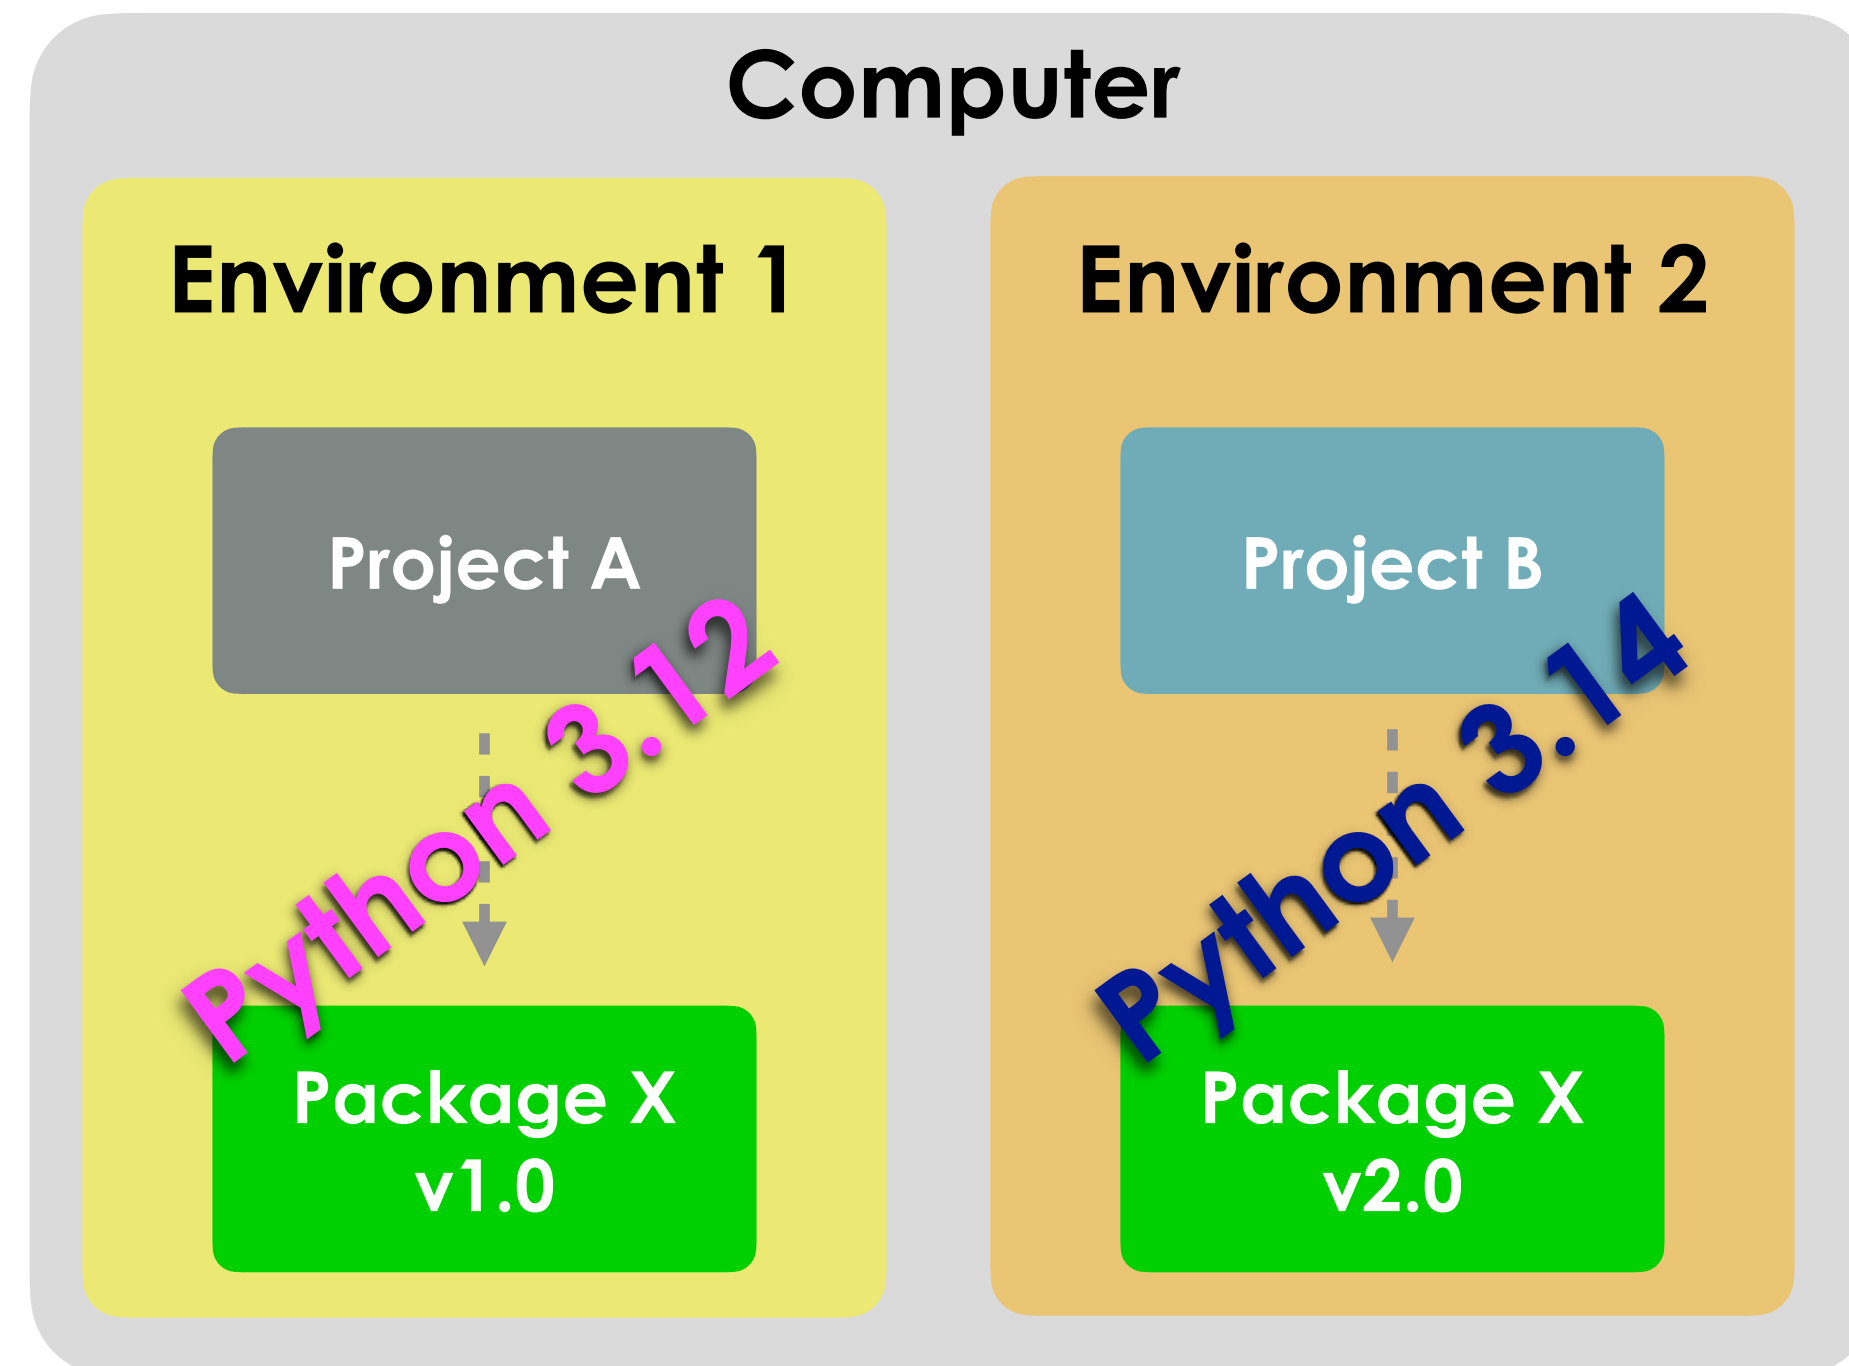 Computer
Environment 1
Project A
Python 3.12
Package X
v1.0
Environment 2
Project B
Python 3.14
Package X
v2.0